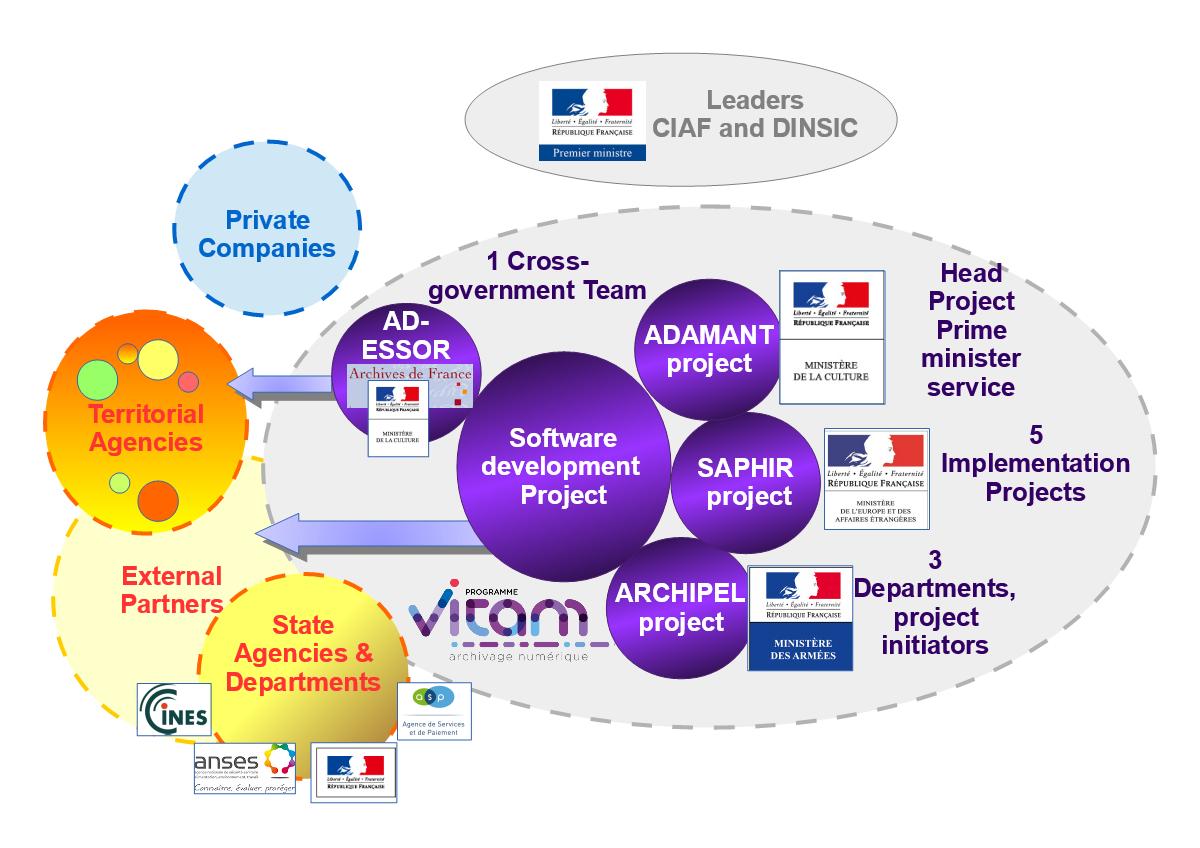 Liberté • Égalité • Fraternité
RÉPUBLIQUE FRANÇAISE
Premier ministre
Leaders
CIAF and DINSIC
Private
Companies
1 Cross-
government Team
AD-
ESSOR
Archives de France
Liberté • Égalité • Fraternité
RÉPUBLIQUE FRANÇAISE
MINISTÈRE
DE LA CULTURE
ADAMANT
project
Liberté • Égalité • Fraternité
RÉPUBLIQUE FRANÇAISE
MINISTÈRE
DE LA CULTURE
Head
Project
Prime
minister
service
Territorial
Agencies
Software
development
Project
SAPHIR
project
Liberté • Égalité • Fraternité
RÉPUBLIQUE FRANÇAISE
MINISTÈRE
DE L'EUROPE ET DES
AFFAIRES ÉTRANGÈRES
5
Implementation
Projects
External
Partners
State
Agencies &
Departments
PROGRAMME
vitam
archivage numérique
ARCHIPEL
project
Liberté • Égalité • Fraternité
RÉPUBLIQUE FRANÇAISE
MINISTÈRE
DES ARMÉES
3
Departments,
project
initiators
CINES
asp
Agence de Services
et de Paiement
anses
Connaître, évaluer, protéger
Liberté • Égalité • Fraternité
RÉPUBLIQUE FRANÇAISE